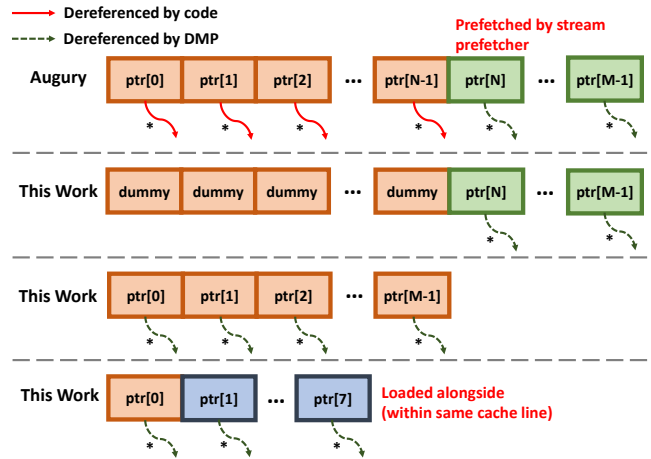 Dereferenced by code
Dereferenced by DMP
Prefetched by stream
prefetcher
Augury
ptr[0] ptr[1] ptr[2] ... ptr[N-1] ptr[N] ... ptr[M-1]
* * * * * *
This Work
dummy dummy dummy ... dummy ptr[N] ... ptr[M-1]
* *
This Work
ptr[0] ptr[1] ptr[2] ... ptr[M-1]
* * * *
This Work
ptr[0] ptr[1] ... ptr[7]
Loaded alongside
(within same cache line)
* * *